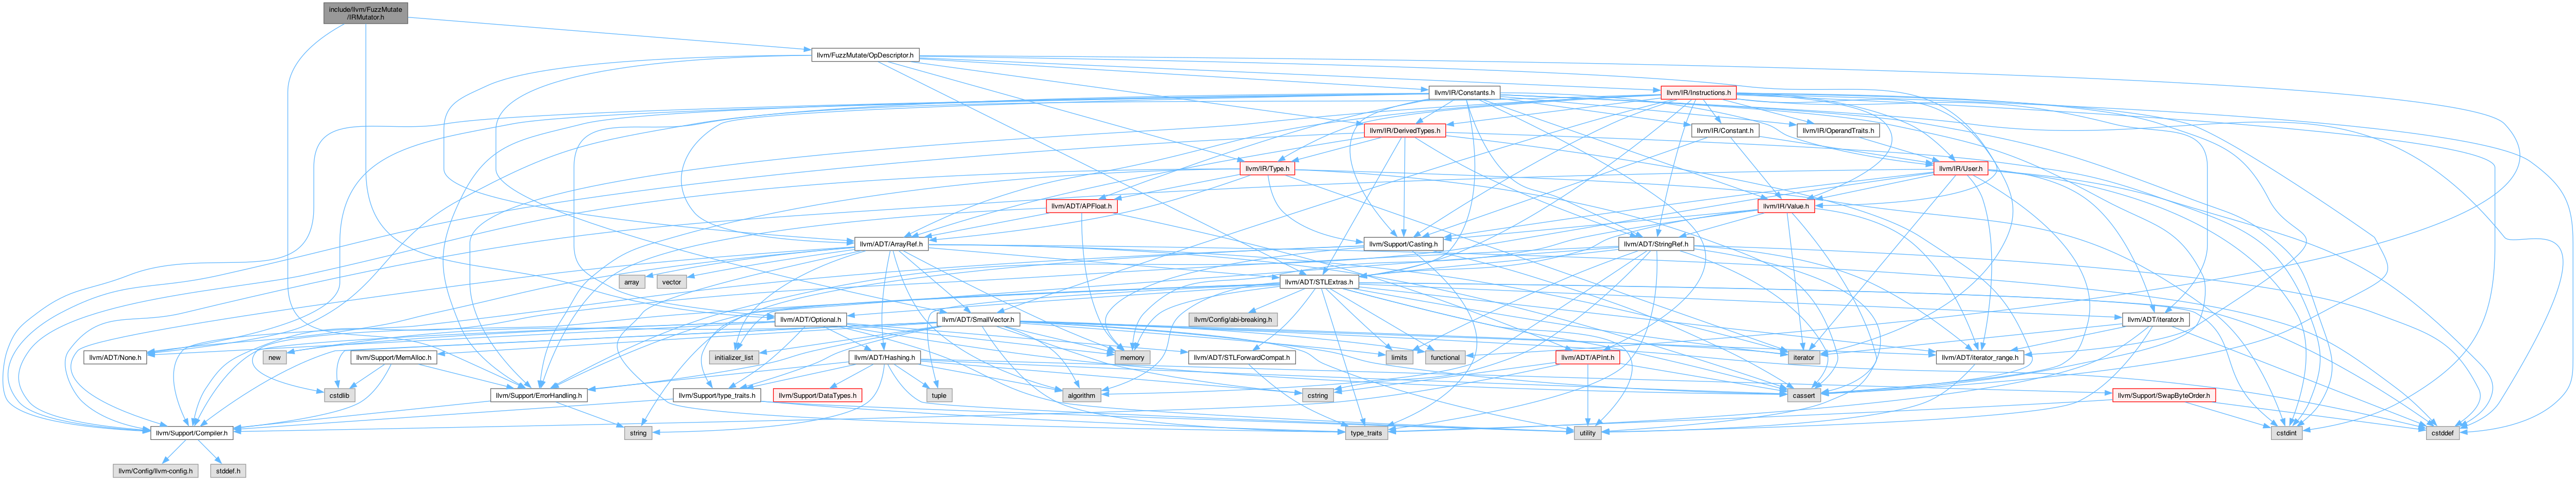 include/llvm/FuzzMutate
/IRMutator.h
llvm/FuzzMutate/OpDescriptor.h
llvm/IR/Constants.h
llvm/IR/Instructions.h
llvm/IR/DerivedTypes.h
llvm/IR/Constant.h
llvm/IR/OperandTraits.h
llvm/IR/Type.h
llvm/IR/User.h
llvm/ADT/APFloat.h
llvm/IR/Value.h
llvm/ADT/ArrayRef.h
llvm/Support/Casting.h
llvm/ADT/StringRef.h
array
vector
llvm/ADT/STLExtras.h
llvm/ADT/Optional.h
llvm/ADT/SmallVector.h
llvm/Config/abi-breaking.h
llvm/ADT/iterator.h
llvm/ADT/None.h
new
llvm/Support/MemAlloc.h
initializer_list
llvm/ADT/Hashing.h
memory
llvm/ADT/STLForwardCompat.h
limits
functional
llvm/ADT/APInt.h
iterator
llvm/ADT/iterator_range.h
cstdlib
llvm/Support/ErrorHandling.h
llvm/Support/type_traits.h
llvm/Support/DataTypes.h
tuple
algorithm
cstring
cassert
llvm/Support/SwapByteOrder.h
llvm/Support/Compiler.h
string
type_traits
utility
cstdint
cstddef
llvm/Config/llvm-config.h
stddef.h